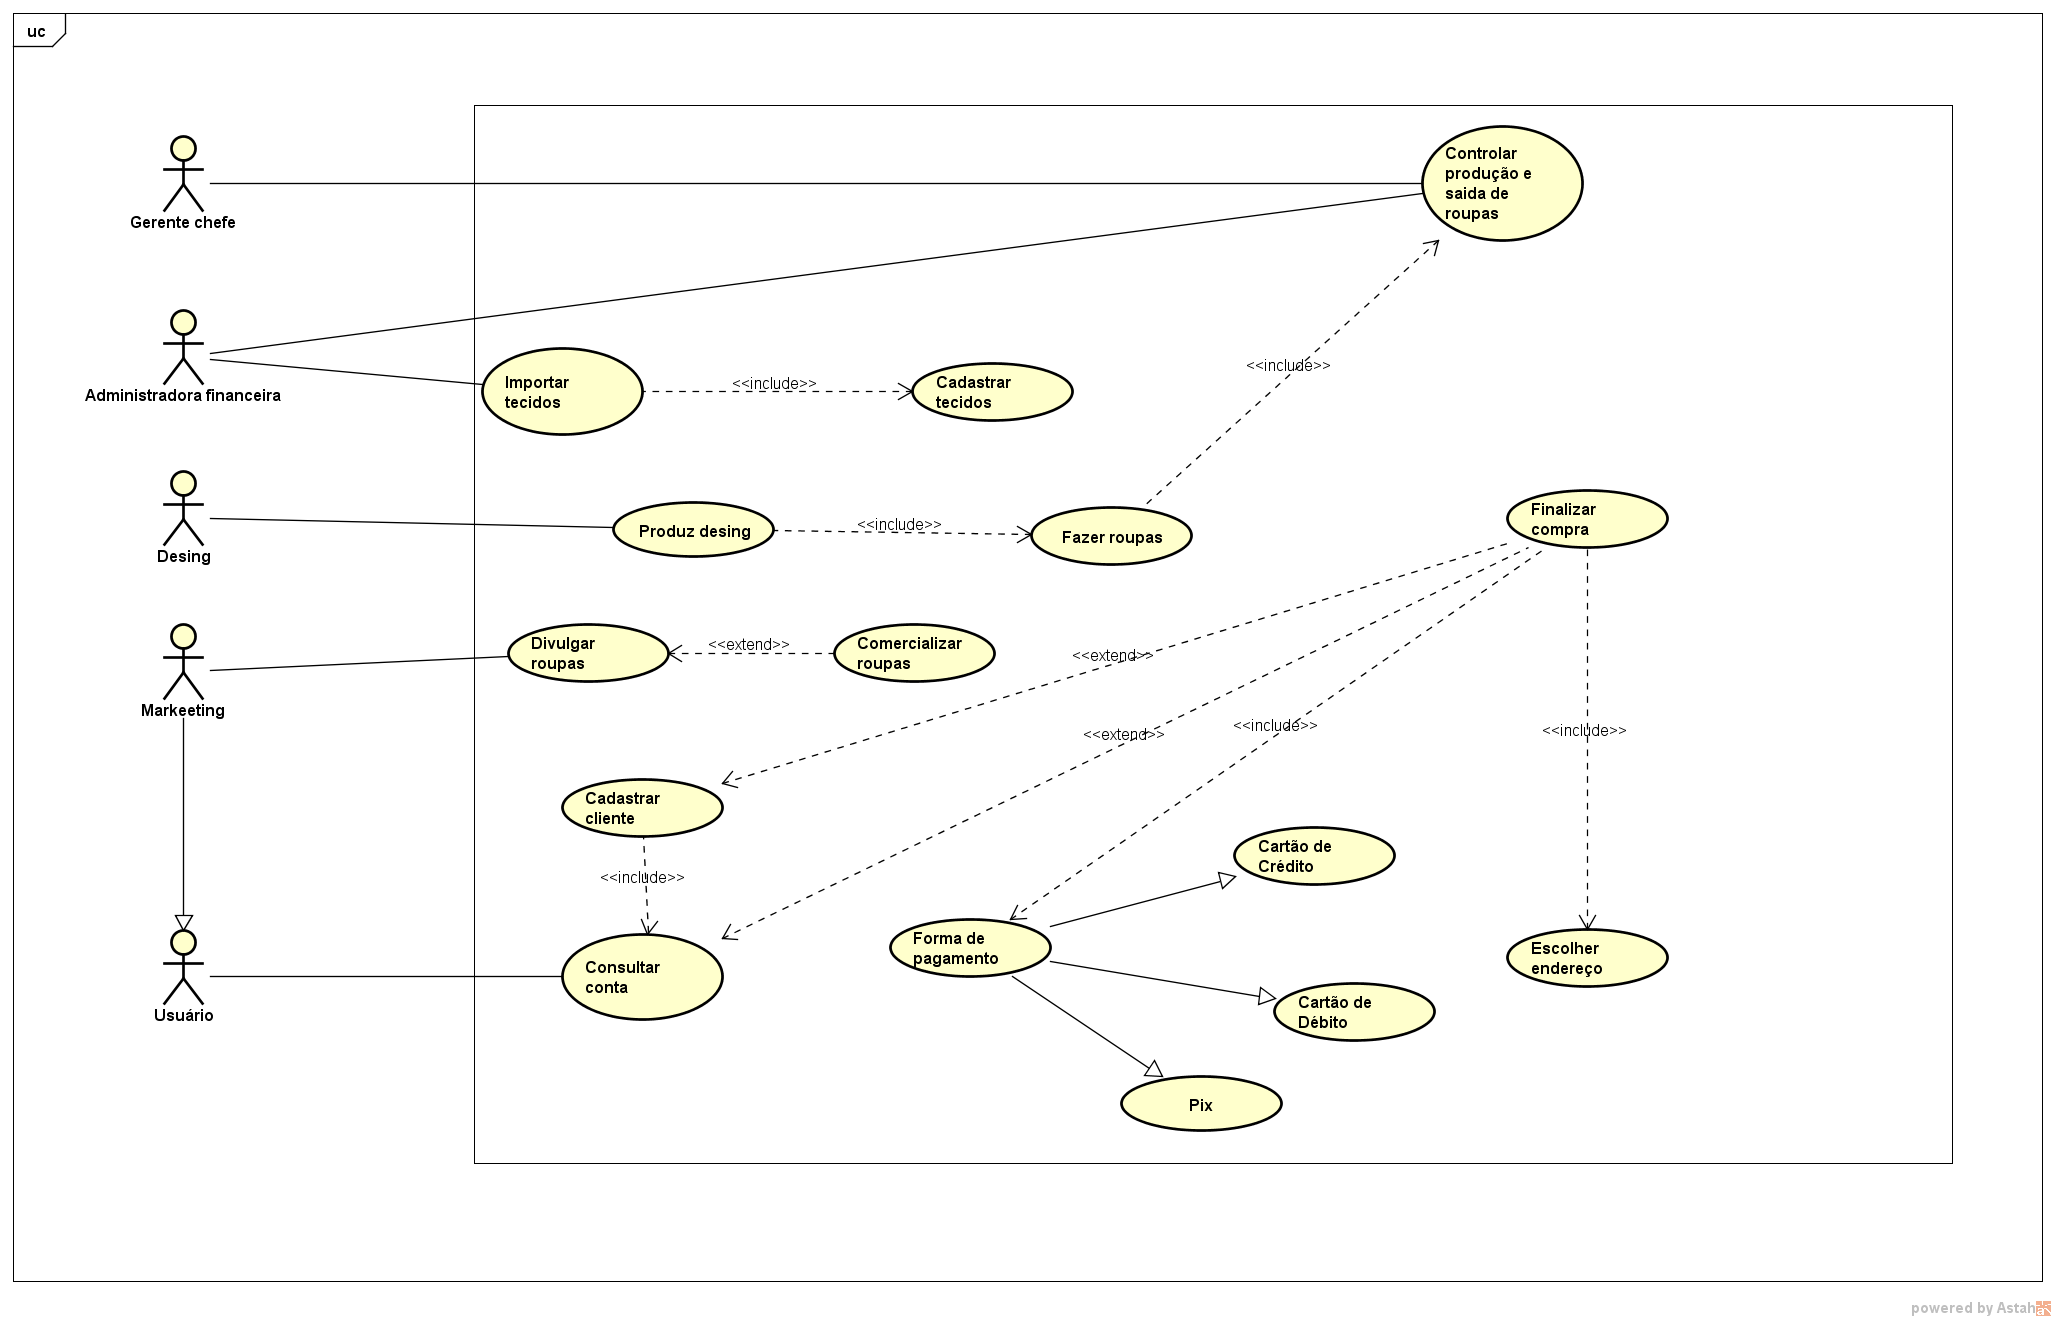 uc
Gerente chefe
Controlar
produção e
saida de
roupas
Administradora financeira
<<include>>
Importar
tecidos
<<include>>
Cadastrar
tecidos
Desing
Produz desing
<<include>>
Fazer roupas
Finalizar
compra
Markeeting
Divulgar
roupas
<<extend>>
Comercializar
roupas
<<extend>>
<<extend>>
<<include>>
<<include>>
Cadastrar
cliente
<<include>>
Cartão de
Crédito
Usuário
Consultar
conta
Forma de
pagamento
Escolher
endereço
Cartão de
Débito
Pix
powered by Astah